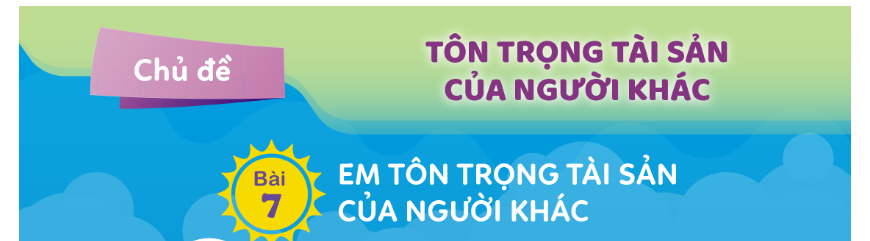 Chủ đề
TÔN TRỌNG TÀI SẢN
CỦA NGƯỜI KHÁC
Bài
7
EM TÔN TRỌNG TÀI SẢN
CỦA NGƯỜI KHÁC